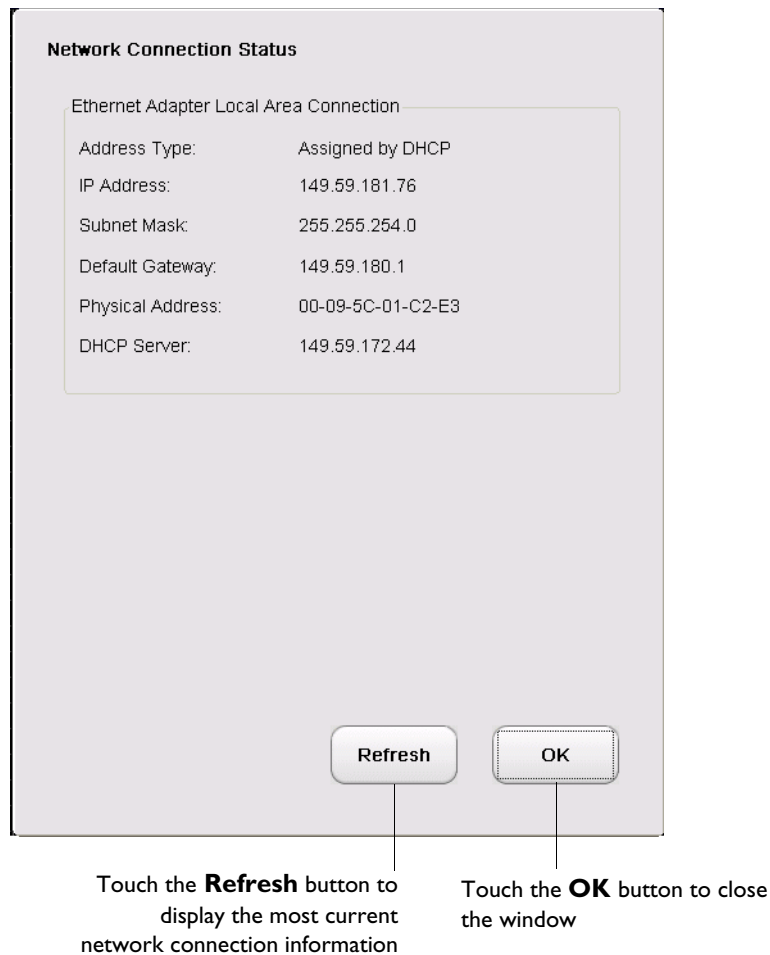 Network Connection Status
Ethernet Adapter Local Area Connection
Address Type: Assigned by DHCP
IP Address: 149.59.181.76
Subnet Mask: 255.255.254.0
Default Gateway: 149.59.180.1
Physical Address: 00-09-5C-01-C2-E3
DHCP Server: 149.59.172.44
Refresh OK
Touch the Refresh button to
display the most current
network connection information
Touch the OK button to close
the window